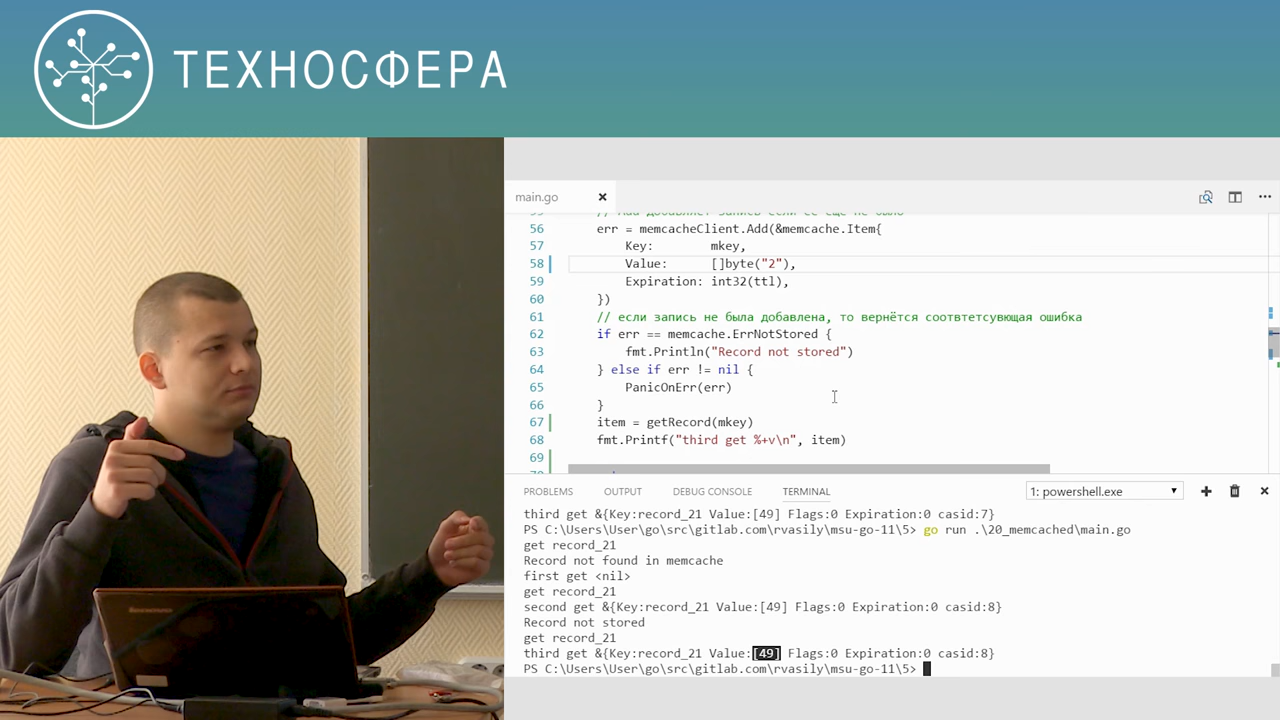 ТЕХНОСФЕРА
main.go
56 err = memcacheClient.Add(&memcache.Item{
57 Key: mkey,
58 Value: []byte("2"),
59 Expiration: int32(ttl),
60 })
61 // если запись не была добавлена, то вернётся соотвтетсувющая ошибка
62 if err == memcache.ErrNotStored {
63 fmt.Println("Record not stored")
64 } else if err != nil {
65 PanicOnErr(err)
66 }
67 item = getRecord(mkey)
68 fmt.Printf("third get %+v\n", item)
69
PROBLEMS OUTPUT DEBUG CONSOLE TERMINAL 1: powershell.exe
third get &{Key:record_21 Value:[49] Flags:0 Expiration:0 casid:7}
PS C:\Users\User\go\src\gitlab.com\rvasily\msu-go-11\5> go run .\20_memcached\main.go
get record_21
Record not found in memcache
first get <nil>
get record_21
second get &{Key:record_21 Value:[49] Flags:0 Expiration:0 casid:8}
Record not stored
get record_21
third get &{Key:record_21 Value:[49] Flags:0 Expiration:0 casid:8}
PS C:\Users\User\go\src\gitlab.com\rvasily\msu-go-11\5>